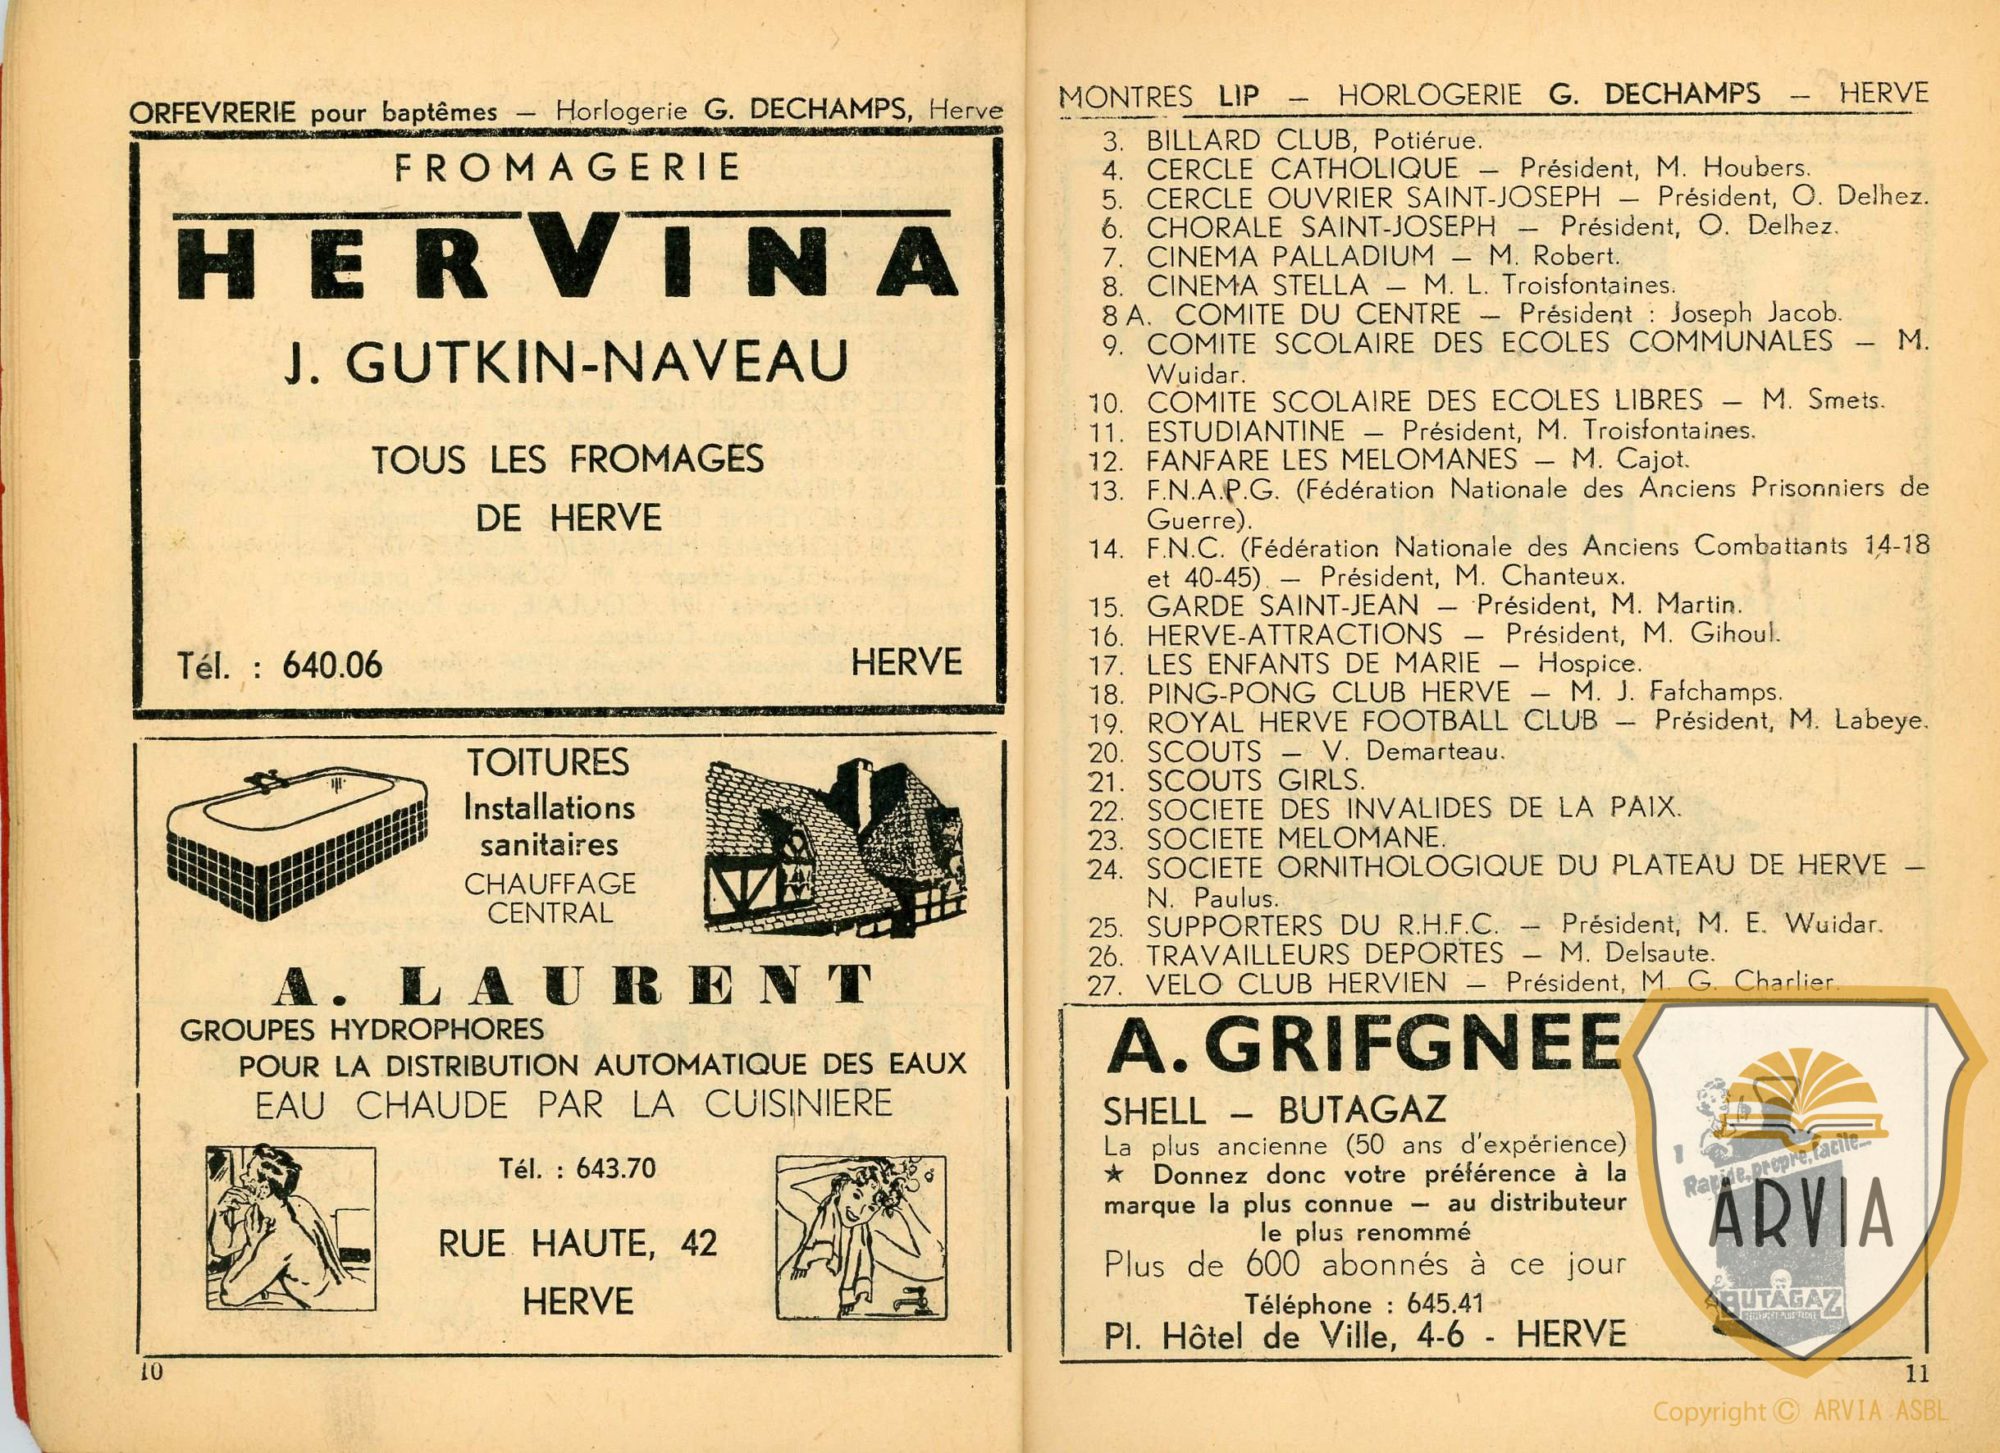 ORFEVRERIE pour baptêmes — Horlogerie G. DECHAMPS, Herve
FROMAGERIE
HERVINA
J. GUTKIN-NAVEAU
TOUS LES FROMAGES
DE HERVE
Tél. : 640.06 HERVE
TOITURES
Installations
sanitaires
CHAUFFAGE
CENTRAL
A. LAURENT
GROUPES HYDROPHORES
POUR LA DISTRIBUTION AUTOMATIQUE DES EAUX
EAU CHAUDE PAR LA CUISINIERE
Tél. : 643.70
RUE HAUTE, 42
HERVE
10
MONTRES LIP — HORLOGERIE G. DECHAMPS — HERVE
3. BILLARD CLUB, Potiérue.
4. CERCLE CATHOLIQUE — Président, M. Houbers.
5. CERCLE OUVRIER SAINT-JOSEPH — Président, O. Delhez.
6. CHORALE SAINT-JOSEPH — Président, O. Delhez.
7. CINEMA PALLADIUM — M. Robert.
8. CINEMA STELLA — M. L. Troisfontaines.
8 A. COMITE DU CENTRE — Président : Joseph Jacob.
9. COMITE SCOLAIRE DES ECOLES COMMUNALES — M.
Wuidar.
10. COMITE SCOLAIRE DES ECOLES LIBRES — M. Smets.
11. ESTUDIANTINE — Président, M. Troisfontaines.
12. FANFARE LES MELOMANES — M. Cajot.
13. F.N.A.P.G. (Fédération Nationale des Anciens Prisonniers de
Guerre).
14. F.N.C. (Fédération Nationale des Anciens Combattants 14-18
et 40-45) — Président, M. Chanteux.
15. GARDE SAINT-JEAN — Président, M. Martin.
16. HERVE-ATTRACTIONS — Président, M. Gihoul.
17. LES ENFANTS DE MARIE — Hospice.
18. PING-PONG CLUB HERVE — M. J. Fafchamps.
19. ROYAL HERVE FOOTBALL CLUB — Président, M. Labeye.
20. SCOUTS — V. Demarteau.
21. SCOUTS GIRLS.
22. SOCIETE DES INVALIDES DE LA PAIX.
23. SOCIETE MELOMANE.
24. SOCIETE ORNITHOLOGIQUE DU PLATEAU DE HERVE —
N. Paulus.
25. SUPPORTERS DU R.H.F.C. — Président, M. E. Wuidar.
26. TRAVAILLEURS DEPORTES — M. Delsaute.
27. VELO CLUB HERVIEN — Président, M. G. Charlier.
A. GRIFGNEE
SHELL — BUTAGAZ
La plus ancienne (50 ans d'expérience)
★ Donnez donc votre préférence à la
marque la plus connue — au distributeur
le plus renommé
Plus de 600 abonnés à ce jour
Téléphone : 645.41
Pl. Hôtel de Ville, 4-6 - HERVE
Rapide, propre, facile...
ARVIA
BUTAGAZ
11
Copyright © ARVIA ASBL